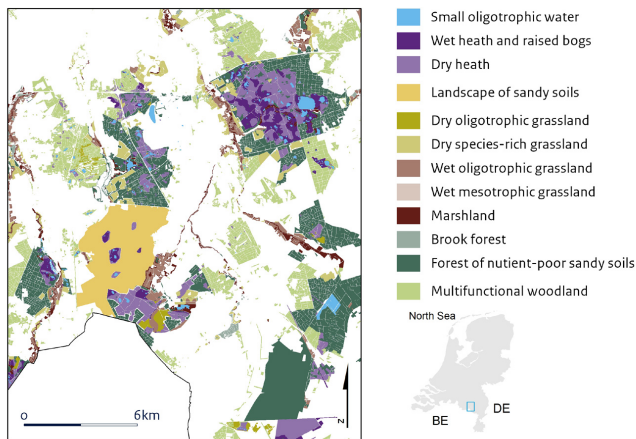 Small oligotrophic water
Wet heath and raised bogs
Dry heath
Landscape of sandy soils
Dry oligotrophic grassland
Dry species-rich grassland
Wet oligotrophic grassland
Wet mesotrophic grassland
Marshland
Brook forest
Forest of nutient-poor sandy soils
Multifunctional woodland
North Sea
BE
DE
o
6km
N